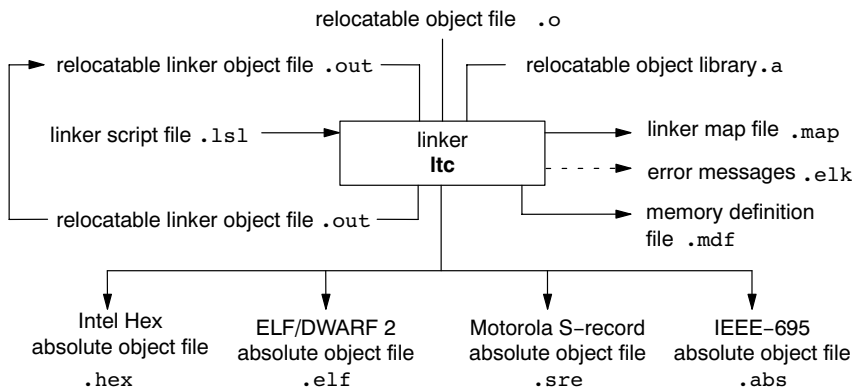 relocatable object file .o
relocatable linker object file .out
relocatable object library .a
linker script file .lsl
linker
ltc
linker map file .map
error messages .elk
relocatable linker object file .out
memory definition
file .mdf
Intel Hex
absolute object file
.hex
ELF/DWARF 2
absolute object file
.elf
Motorola S−record
absolute object file
.sre
IEEE−695
absolute object file
.abs